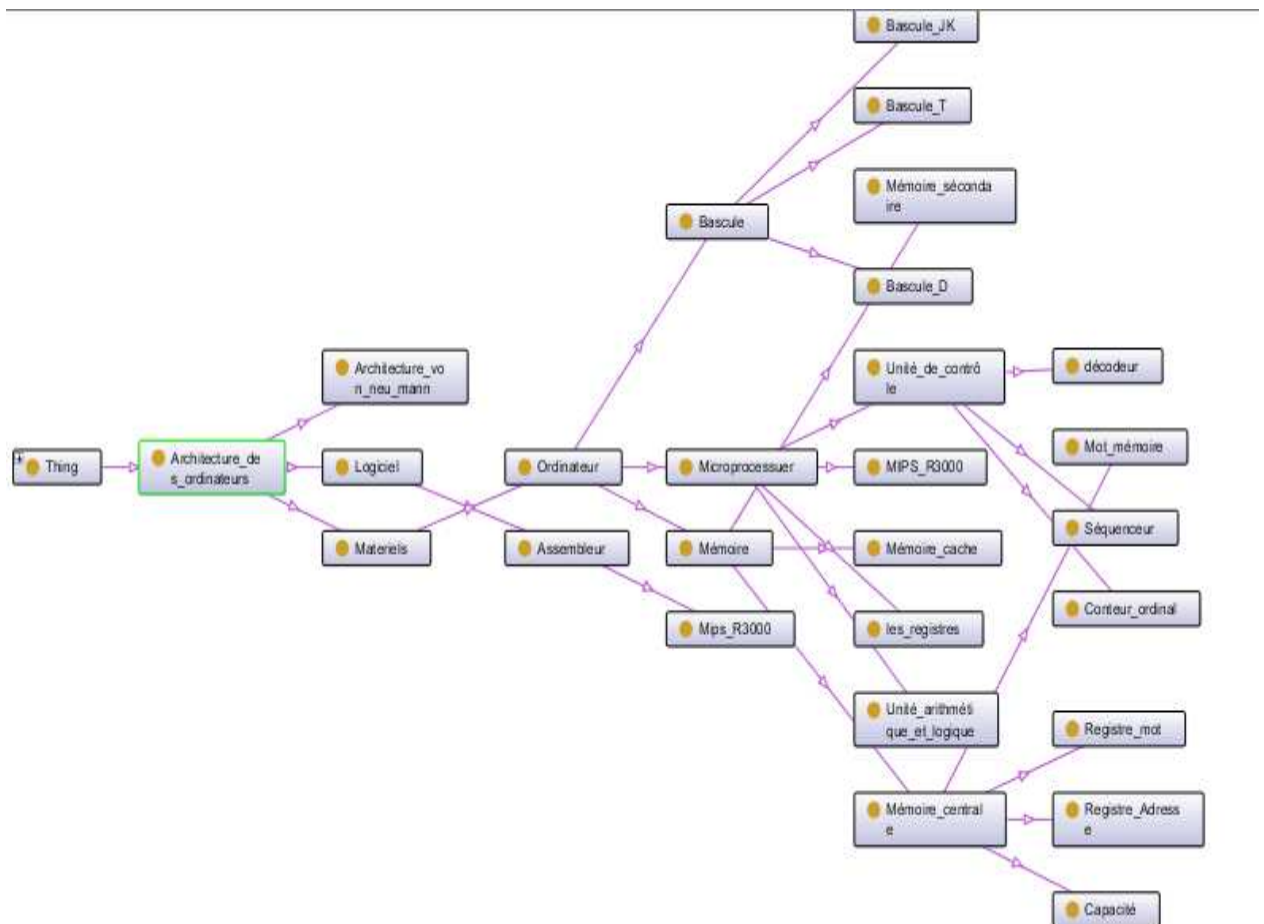 Bascule_JK
Bascule_T
Mémoire_séconda
ire
Bascule
Bascule_D
Architecture_vo
n_neu_mann
Unité_de_contrô
le
décodeur
Mot_mémoire
Thing
Architecture_de
s_ordinateurs
Logiciel
Ordinateur
Microprocessuer
MIPS_R3000
Séquenceur
Materiels
Assembleur
Mémoire
Mémoire_cache
Conteur_ordinal
Mips_R3000
les_registres
Unité_arithméti
que_et_logique
Registre_mot
Mémoire_central
e
Registre_Adress
e
Capacité